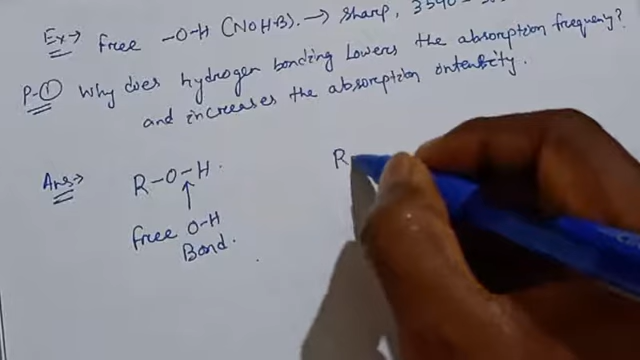 Ex→ Free -O-H (NOH·B). → Sharp, 3540 -
P-① Why does hydrogen bonding Lowers the absorption frequency?
and increases the absorption intensity.
Ans→ R-O-H. R
Free O-H
Bond.